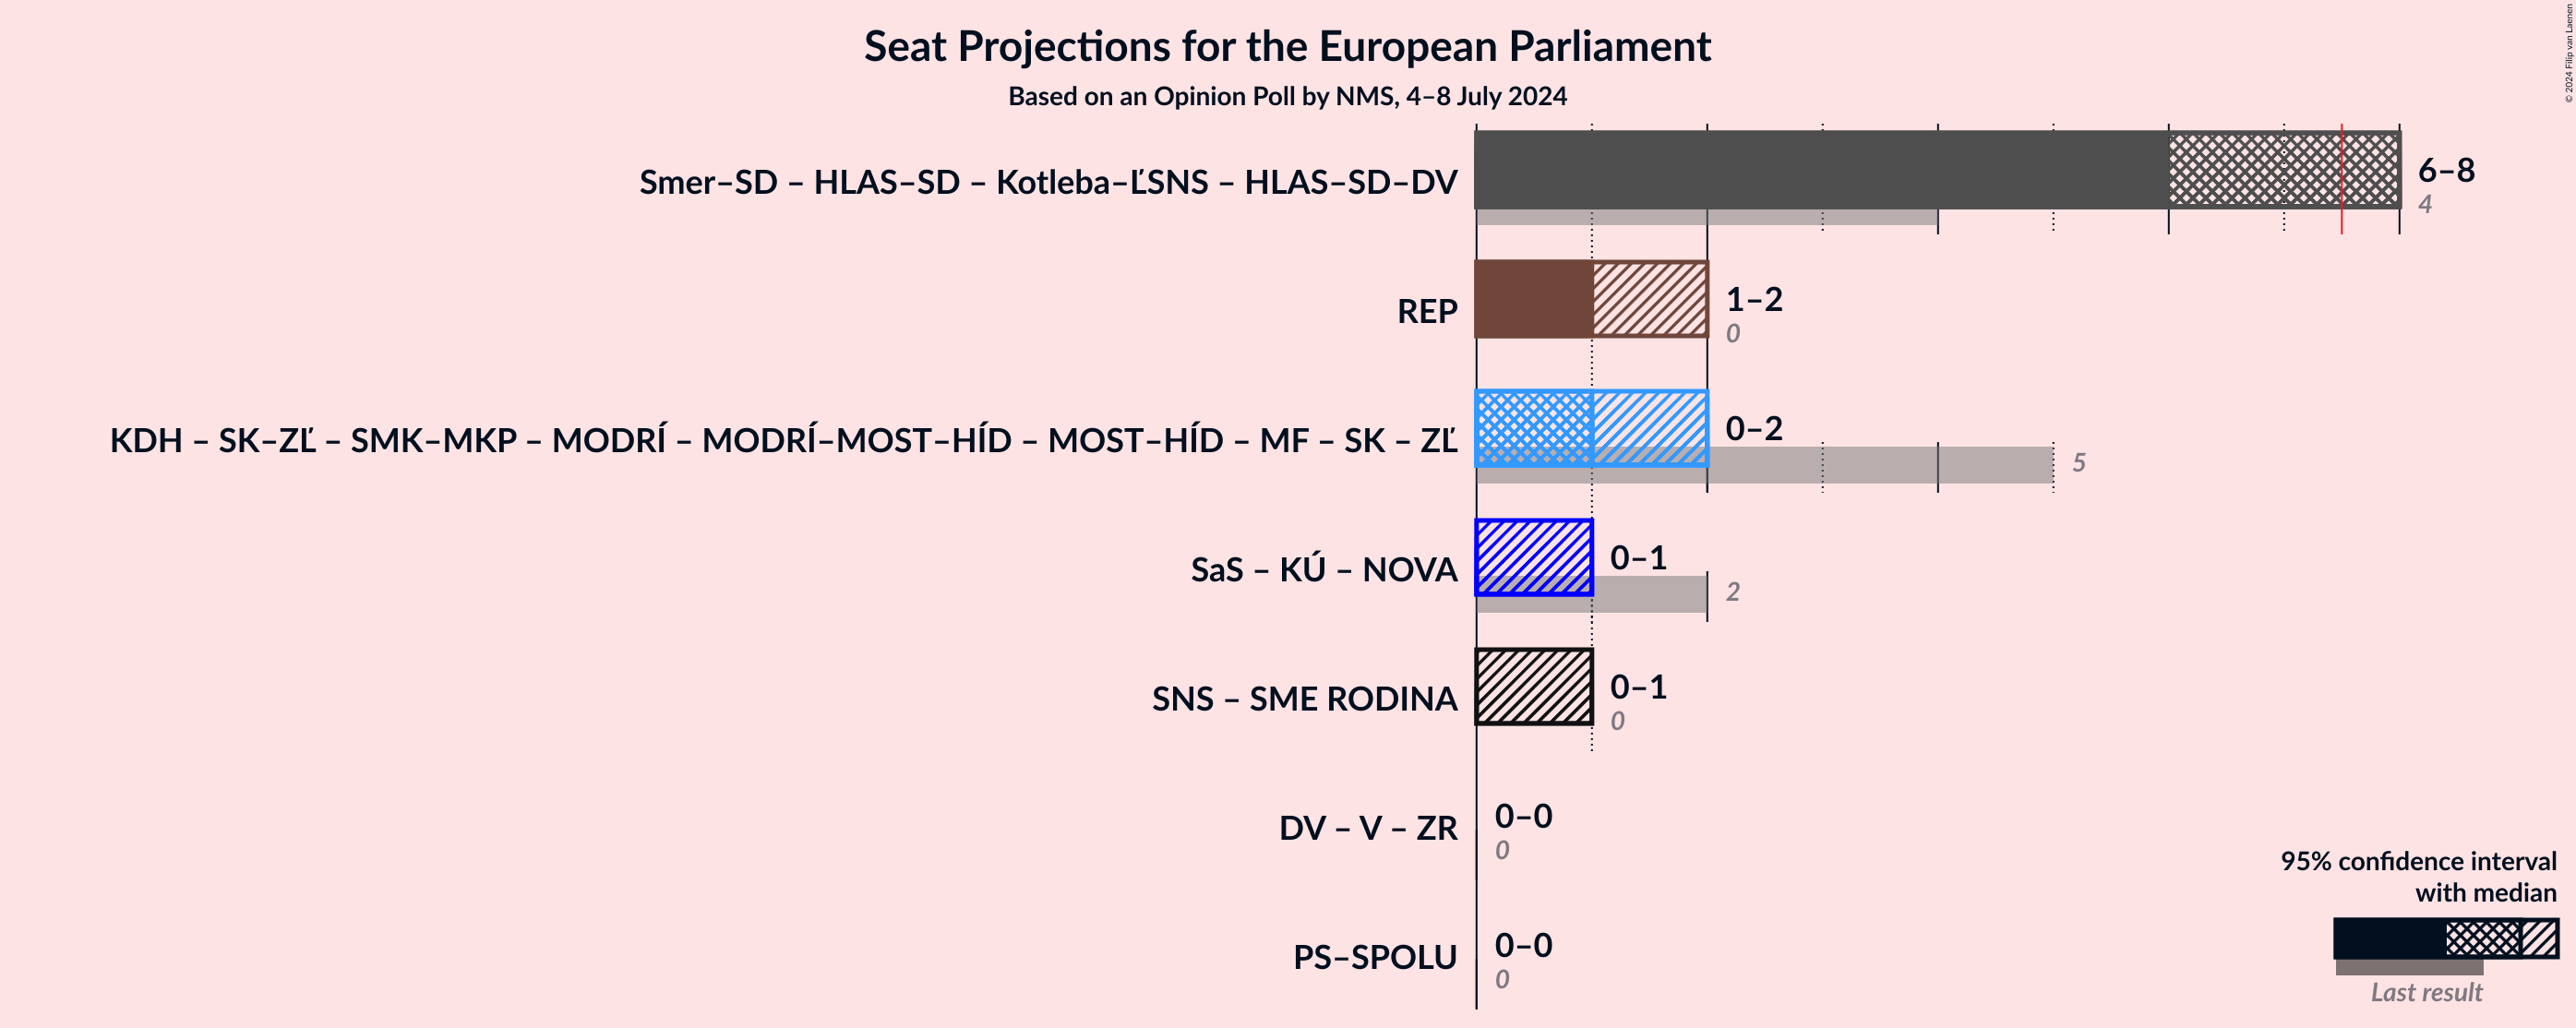 Seat Projections for the European Parliament
Based on an Opinion Poll by NMS, 4–8 July 2024
© 2024 Filip van Laenen
Smer–SD – HLAS–SD – Kotleba–ĽSNS – HLAS–SD–DV
6–8
4
REP
1–2
0
KDH – SK–ZĽ – SMK–MKP – MODRÍ – MODRÍ–MOST–HÍD – MOST–HÍD – MF – SK – ZĽ
0–2
5
SaS – KÚ – NOVA
0–1
2
SNS – SME RODINA
0–1
0
DV – V – ZR
0–0
0
PS–SPOLU
0–0
0
95% confidence interval
with median
Last result